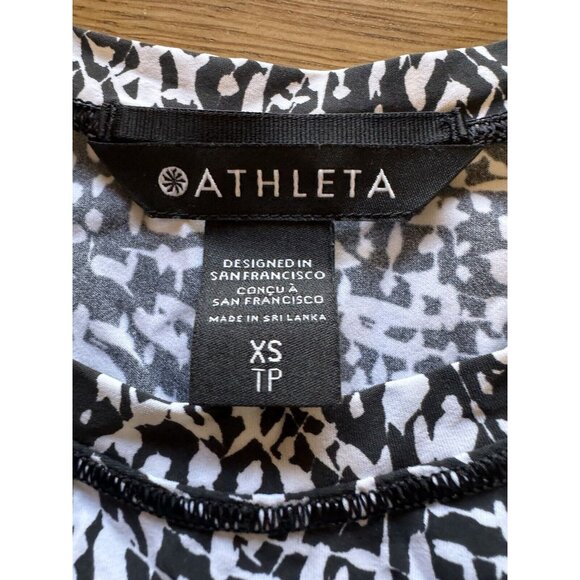 ATHLETA
DESIGNED IN
SAN FRANCISCO
CONÇU À
SAN FRANCISCO
MADE IN SRI LANKA
XS
TP